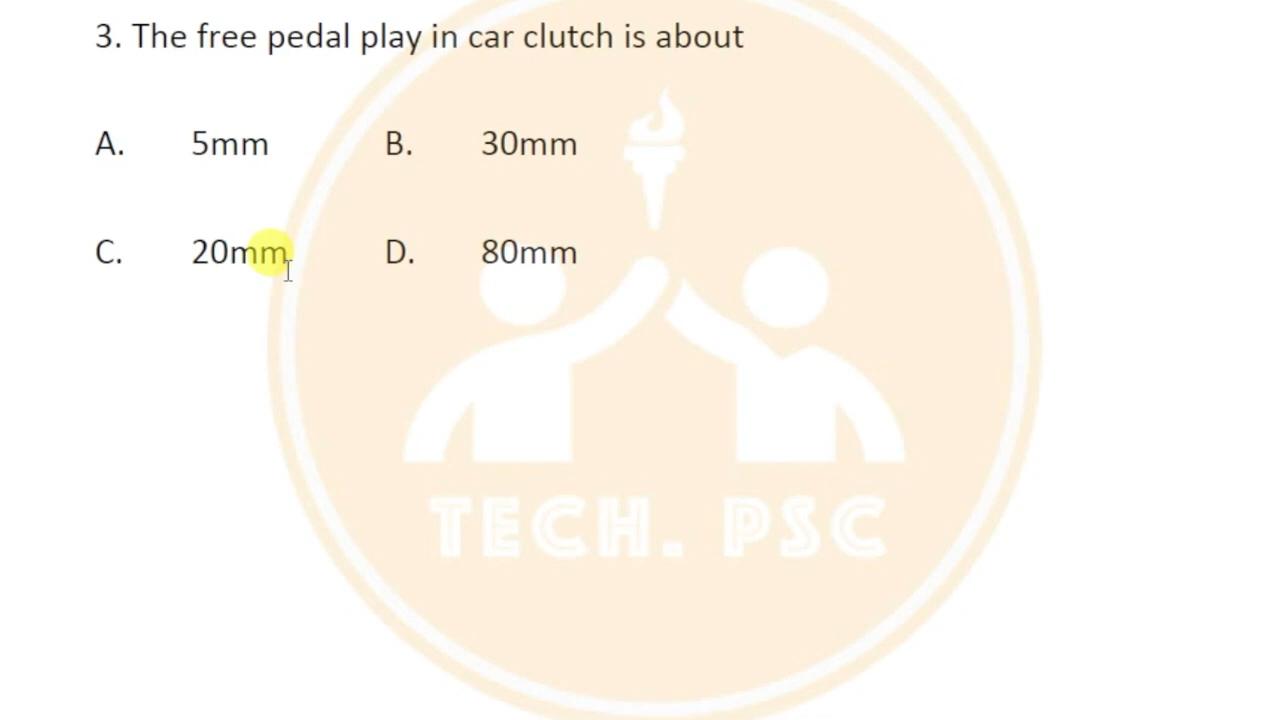 3. The free pedal play in car clutch is about
A. 5mm B. 30mm
C. 20mm D. 80mm
TECH. PSC